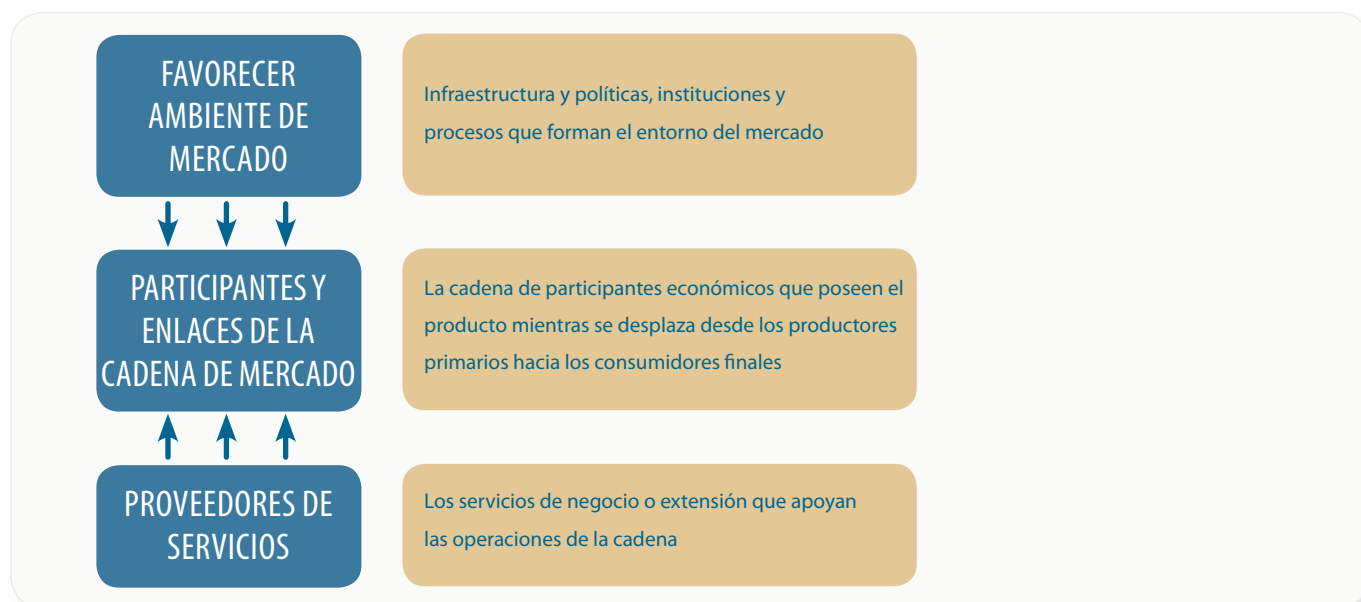 FAVORECER
AMBIENTE DE
MERCADO
Infraestructura y políticas, instituciones y
procesos que forman el entorno del mercado
PARTICIPANTES Y
ENLACES DE LA
CADENA DE MERCADO
La cadena de participantes económicos que poseen el
producto mientras se desplaza desde los productores
primarios hacia los consumidores finales
PROVEEDORES DE
SERVICIOS
Los servicios de negocio o extensión que apoyan
las operaciones de la cadena